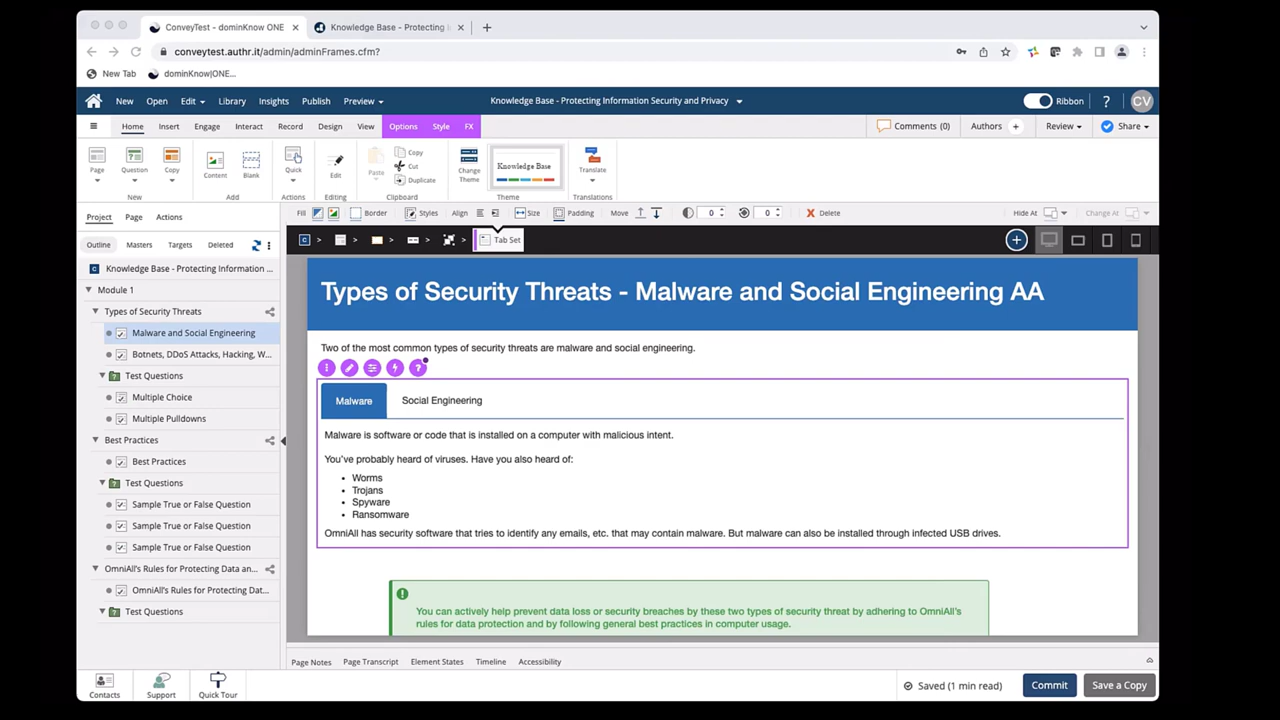 ConveyTest - dominKnow ONE
Knowledge Base - Protecting I
conveytest.authr.it/admin/adminFrames.cfm?
New Tab
dominKnow|ONE...
New Open Edit Library Insights Publish Preview
Knowledge Base - Protecting Information Security and Privacy
Ribbon ? CV
Home Insert Engage Interact Record Design View Options Style FX
Comments (0) Authors + Review Share
Page Question Copy Content Blank Quick Edit Paste Copy Cut Duplicate Change Theme Knowledge Base Translate
New Add Actions Editing Clipboard Theme Translations
Project Page Actions
Fill Border Styles Align Size Padding Move 0 0 Delete Hide At Change At
Outline Masters Targets Deleted
Tab Set
Knowledge Base - Protecting Information ...
Module 1
Types of Security Threats
Malware and Social Engineering
Botnets, DDoS Attacks, Hacking, W...
Test Questions
Multiple Choice
Multiple Pulldowns
Best Practices
Best Practices
Test Questions
Sample True or False Question
Sample True or False Question
Sample True or False Question
OmniAll's Rules for Protecting Data an...
OmniAll's Rules for Protecting Dat...
Test Questions
Types of Security Threats - Malware and Social Engineering AA
Two of the most common types of security threats are malware and social engineering.
Malware Social Engineering
Malware is software or code that is installed on a computer with malicious intent.
You've probably heard of viruses. Have you also heard of:
• Worms
• Trojans
• Spyware
• Ransomware
OmniAll has security software that tries to identify any emails, etc. that may contain malware. But malware can also be installed through infected USB drives.
You can actively help prevent data loss or security breaches by these two types of security threat by adhering to OmniAll's
rules for data protection and by following general best practices in computer usage.
Page Notes Page Transcript Element States Timeline Accessibility
Contacts Support Quick Tour
Saved (1 min read) Commit Save a Copy